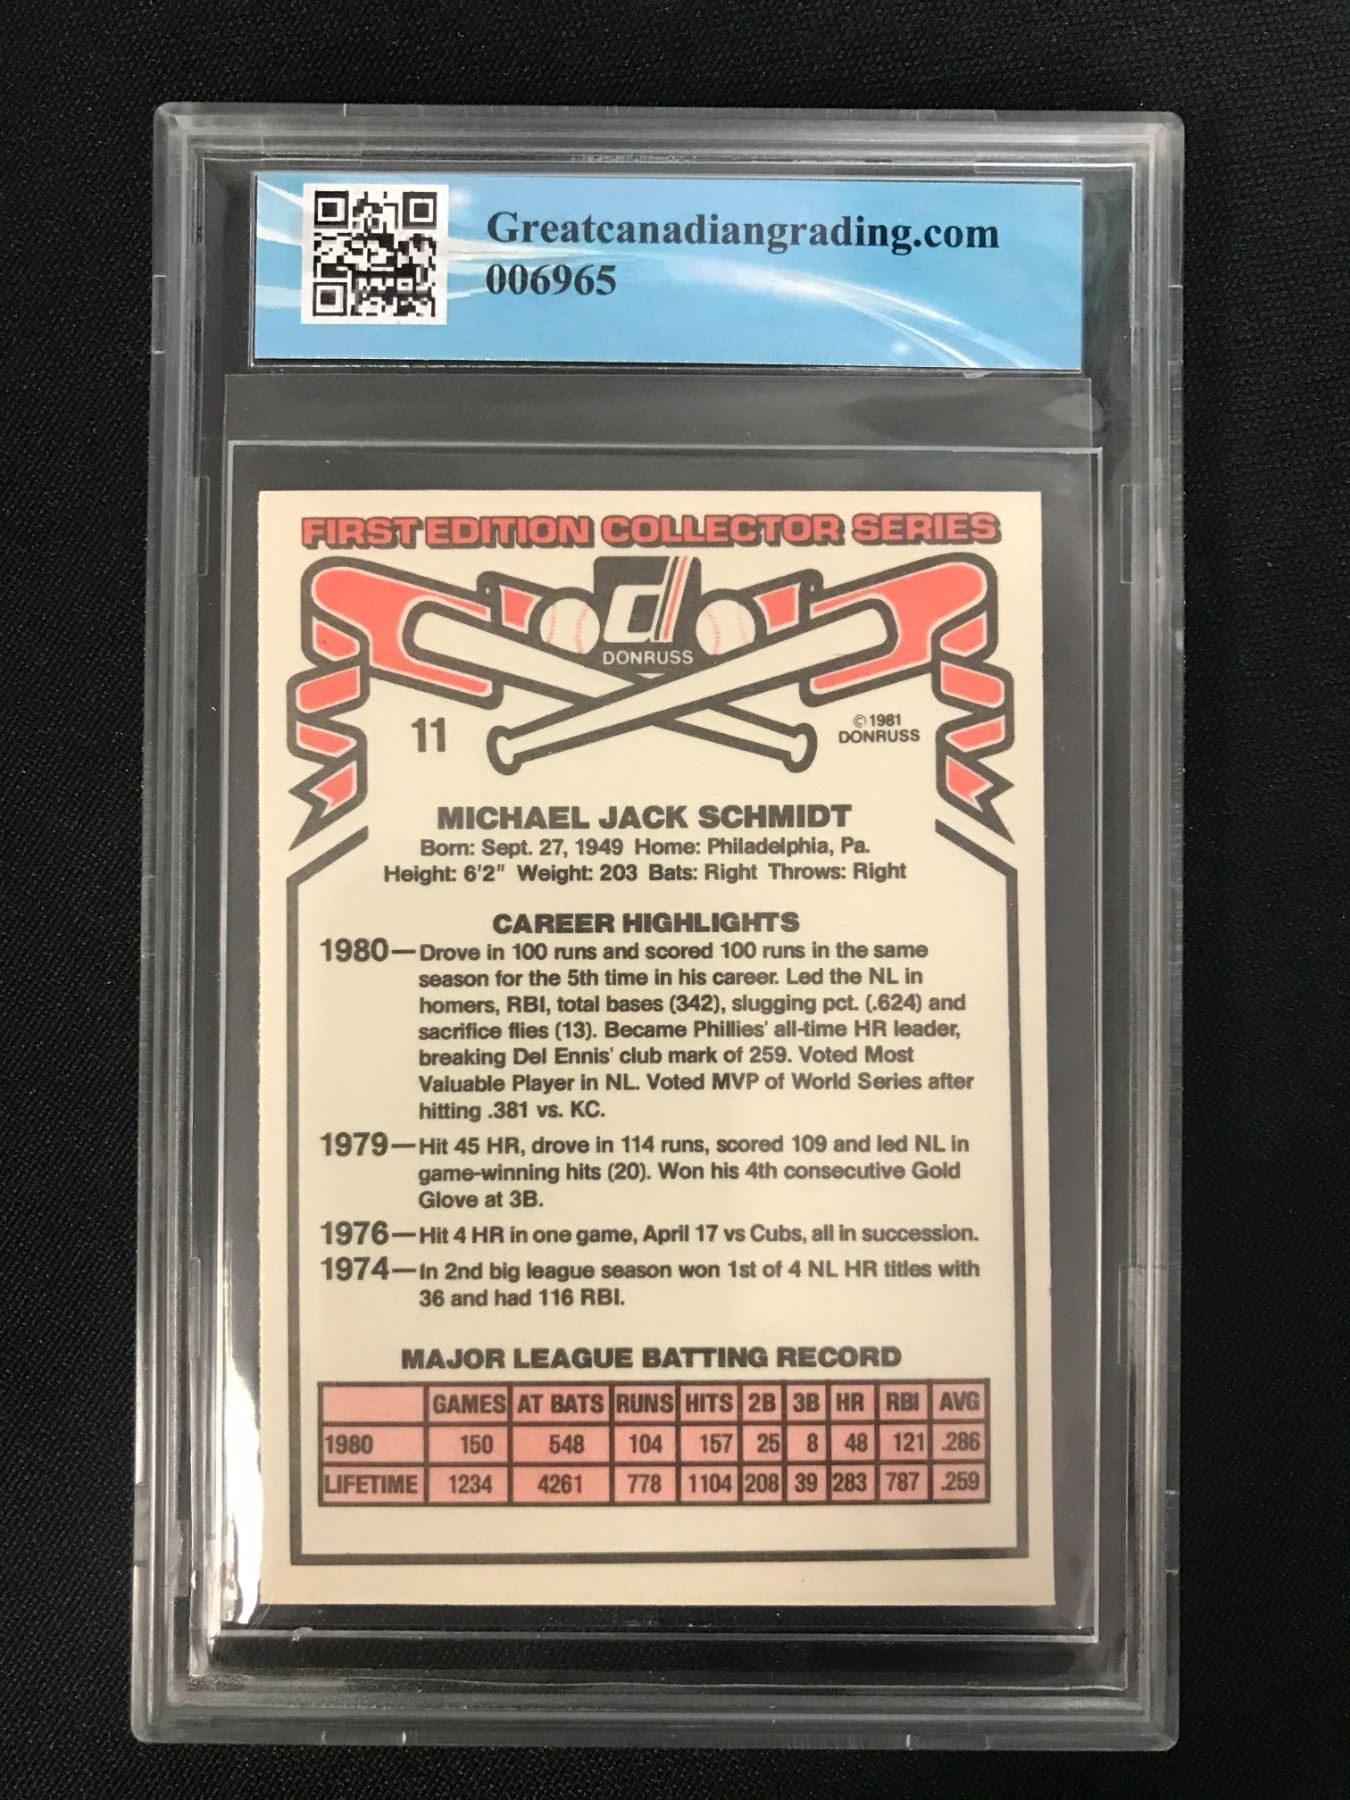 Greatcanadiangrading.com
006965
FIRST EDITION COLLECTOR SERIES
DONRUSS
11
©1981
DONRUSS
MICHAEL JACK SCHMIDT
Born: Sept. 27, 1949 Home: Philadelphia, Pa.
Height: 6'2" Weight: 203 Bats: Right Throws: Right
CAREER HIGHLIGHTS
1980—Drove in 100 runs and scored 100 runs in the same
season for the 5th time in his career. Led the NL in
homers, RBI, total bases (342), slugging pct. (.624) and
sacrifice flies (13). Became Phillies' all-time HR leader,
breaking Del Ennis' club mark of 259. Voted Most
Valuable Player in NL. Voted MVP of World Series after
hitting .381 vs. KC.
1979—Hit 45 HR, drove in 114 runs, scored 109 and led NL in
game-winning hits (20). Won his 4th consecutive Gold
Glove at 3B.
1976—Hit 4 HR in one game, April 17 vs Cubs, all in succession.
1974—In 2nd big league season won 1st of 4 NL HR titles with
36 and had 116 RBI.
MAJOR LEAGUE BATTING RECORD
GAMES AT BATS RUNS HITS 2B 3B HR RBI AVG
1980 150 548 104 157 25 8 48 121 .286
LIFETIME 1234 4261 778 1104 208 39 283 787 .259